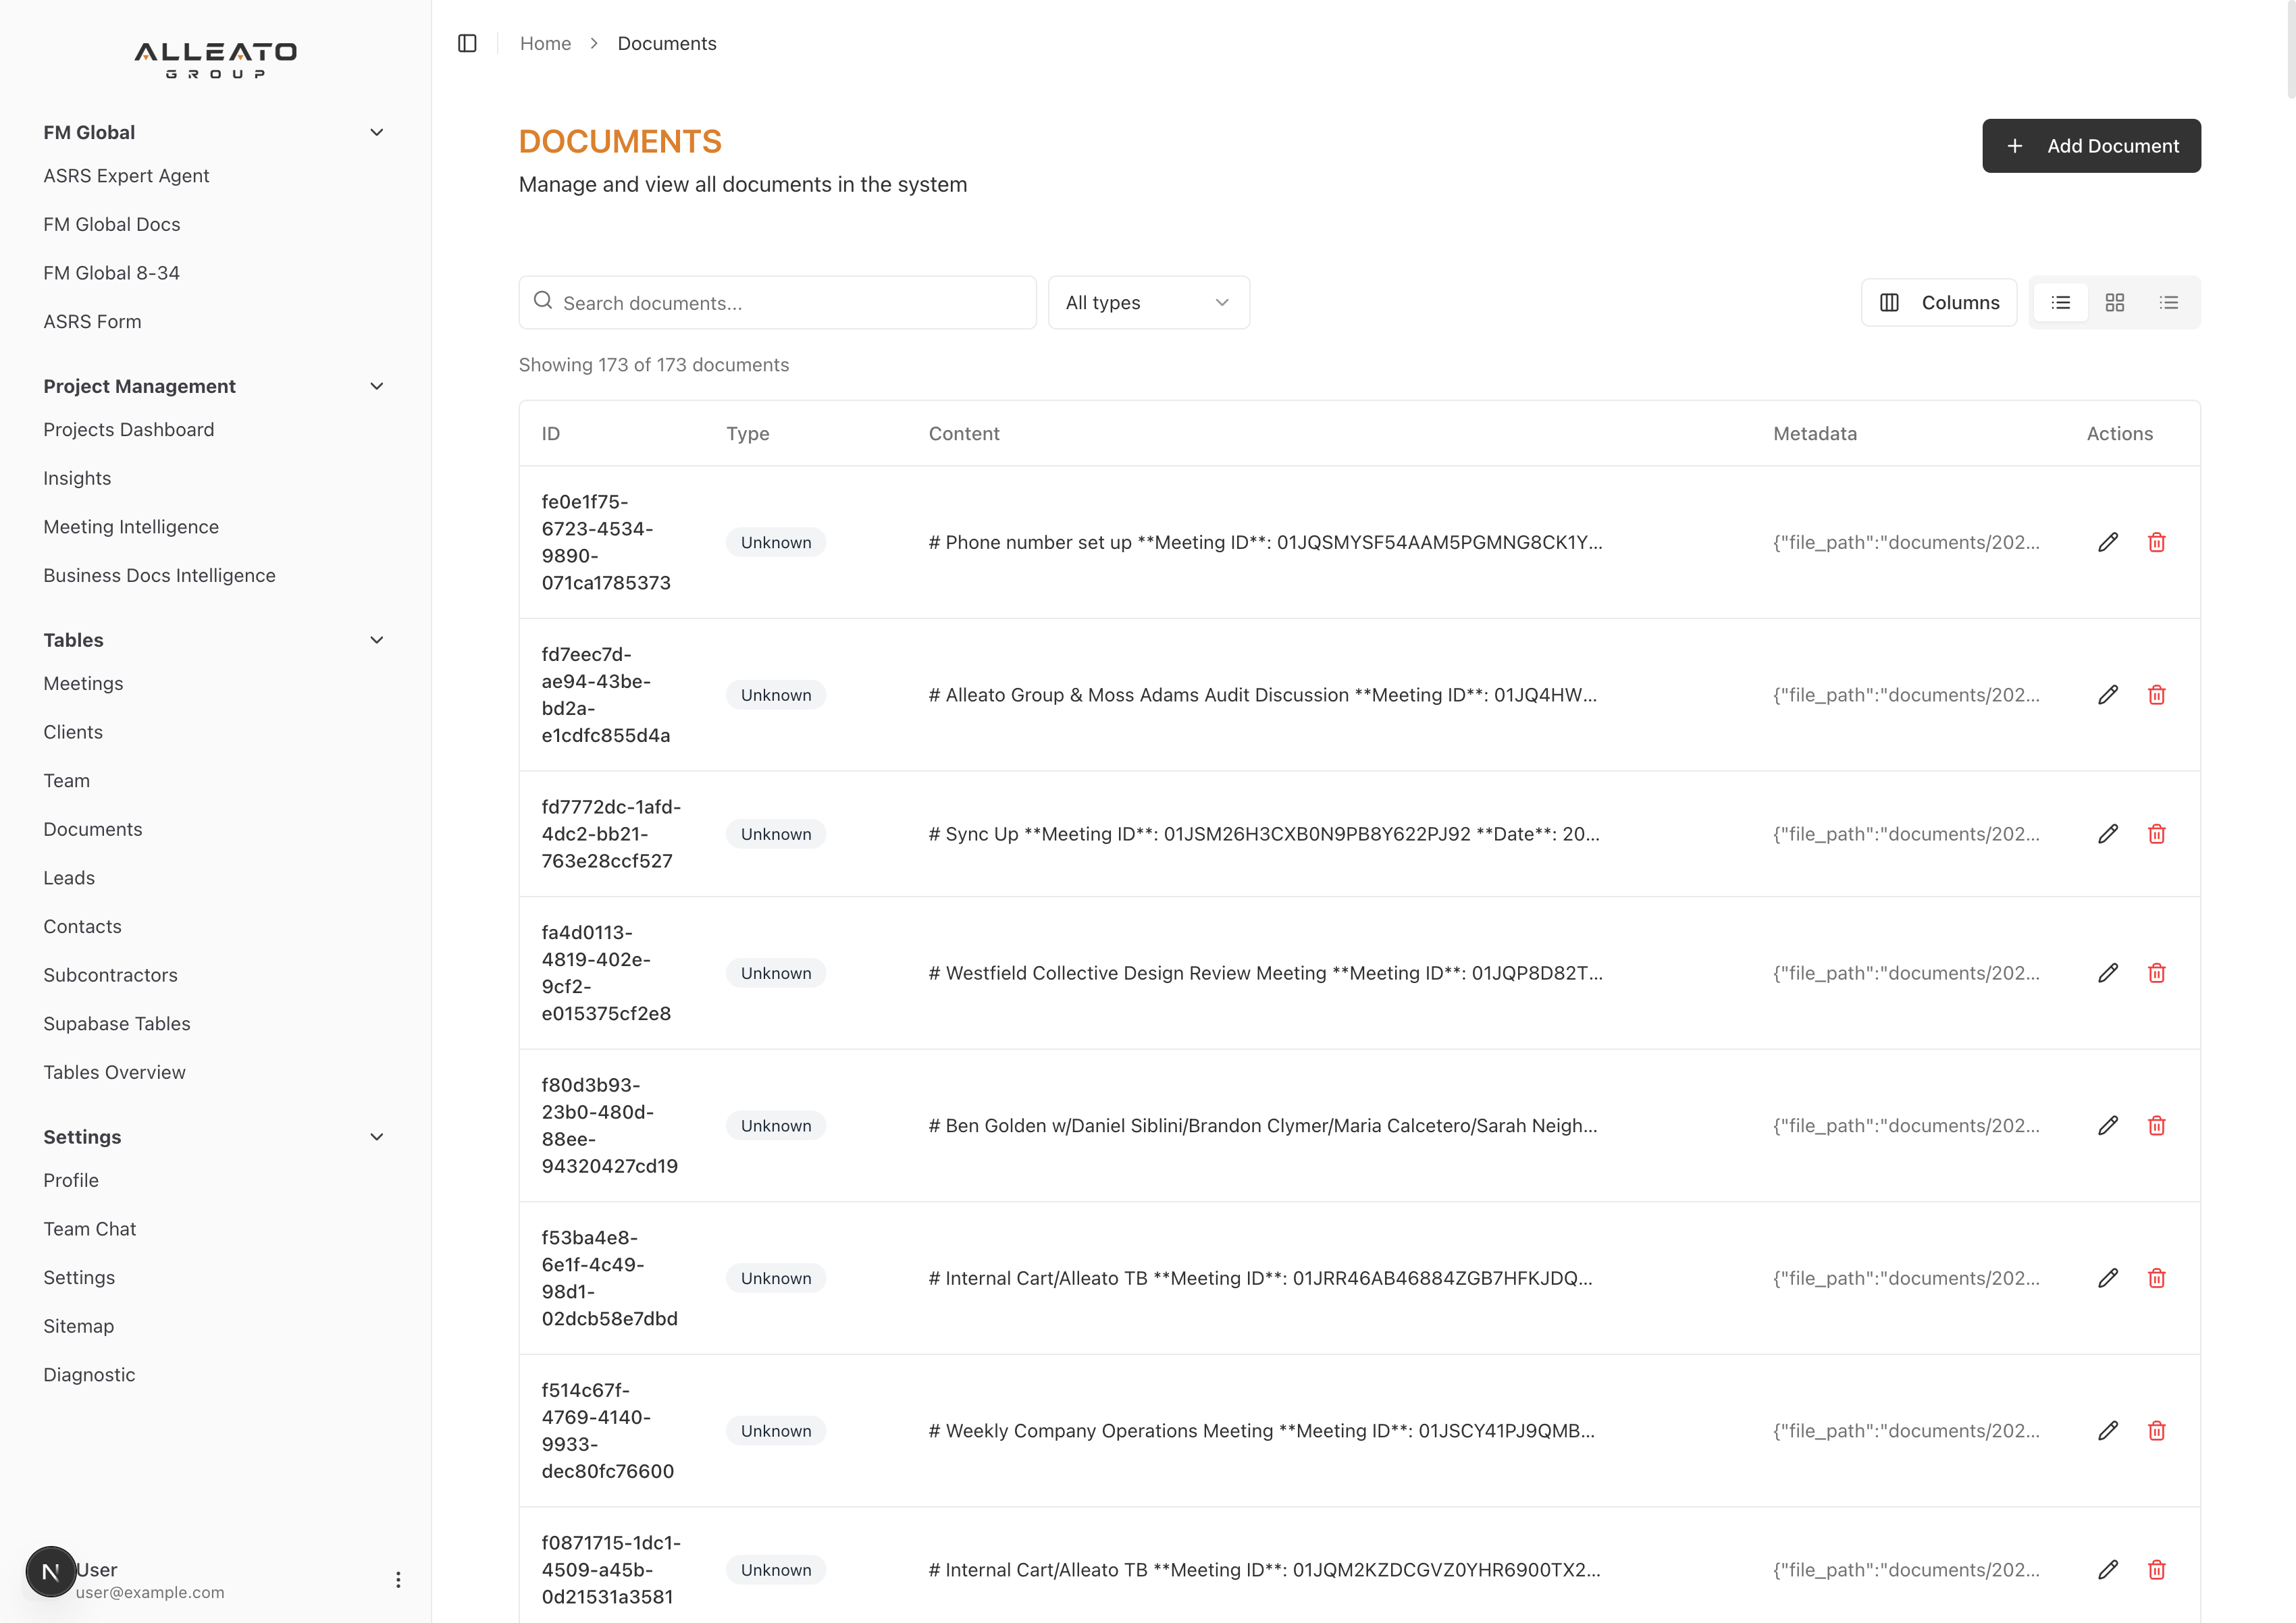 ALLEATO
GROUP
FM Global
ASRS Expert Agent
FM Global Docs
FM Global 8-34
ASRS Form
Project Management
Projects Dashboard
Insights
Meeting Intelligence
Business Docs Intelligence
Tables
Meetings
Clients
Team
Documents
Leads
Contacts
Subcontractors
Supabase Tables
Tables Overview
Settings
Profile
Team Chat
Settings
Sitemap
Diagnostic
N
User
user@example.com
Home > Documents
DOCUMENTS
Manage and view all documents in the system
+ Add Document
Search documents...
All types
Columns
Showing 173 of 173 documents
ID Type Content Metadata Actions
fe0e1f75-
6723-4534-
9890-
071ca1785373
Unknown
# Phone number set up **Meeting ID**: 01JQSMYSF54AAM5PGMNG8CK1Y...
{"file_path":"documents/202...
fd7eec7d-
ae94-43be-
bd2a-
e1cdfc855d4a
Unknown
# Alleato Group & Moss Adams Audit Discussion **Meeting ID**: 01JQ4HW...
{"file_path":"documents/202...
fd7772dc-1afd-
4dc2-bb21-
763e28ccf527
Unknown
# Sync Up **Meeting ID**: 01JSM26H3CXB0N9PB8Y622PJ92 **Date**: 20...
{"file_path":"documents/202...
fa4d0113-
4819-402e-
9cf2-
e015375cf2e8
Unknown
# Westfield Collective Design Review Meeting **Meeting ID**: 01JQP8D82T...
{"file_path":"documents/202...
f80d3b93-
23b0-480d-
88ee-
94320427cd19
Unknown
# Ben Golden w/Daniel Siblini/Brandon Clymer/Maria Calcetero/Sarah Neigh...
{"file_path":"documents/202...
f53ba4e8-
6e1f-4c49-
98d1-
02dcb58e7dbd
Unknown
# Internal Cart/Alleato TB **Meeting ID**: 01JRR46AB46884ZGB7HFKJDQ...
{"file_path":"documents/202...
f514c67f-
4769-4140-
9933-
dec80fc76600
Unknown
# Weekly Company Operations Meeting **Meeting ID**: 01JSCY41PJ9QMB...
{"file_path":"documents/202...
f0871715-1dc1-
4509-a45b-
0d21531a3581
Unknown
# Internal Cart/Alleato TB **Meeting ID**: 01JQM2KZDCGVZ0YHR6900TX2...
{"file_path":"documents/202...